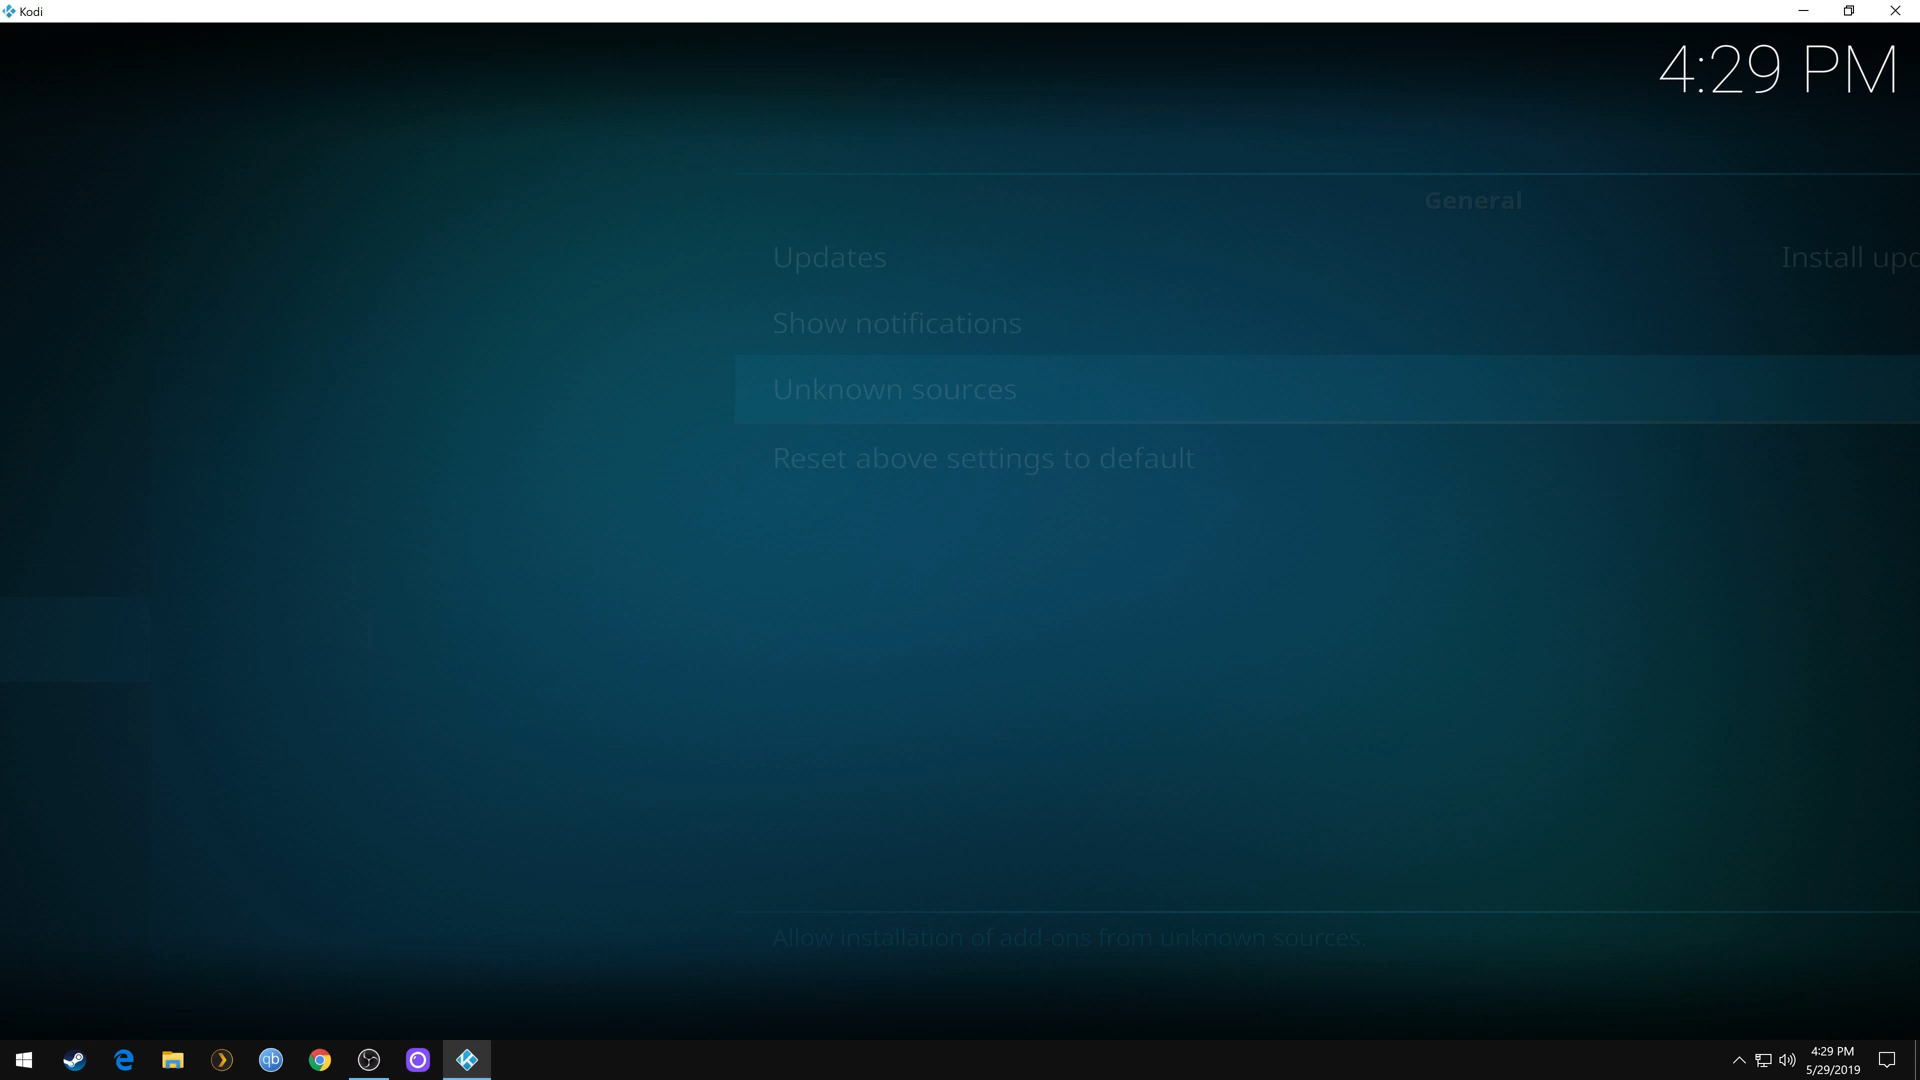 Kodi
4:29 PM
General
Updates
Install upd
Show notifications
Unknown sources
Reset above settings to default
Allow installation of add-ons from unknown sources.
qb
4:29 PM
5/29/2019